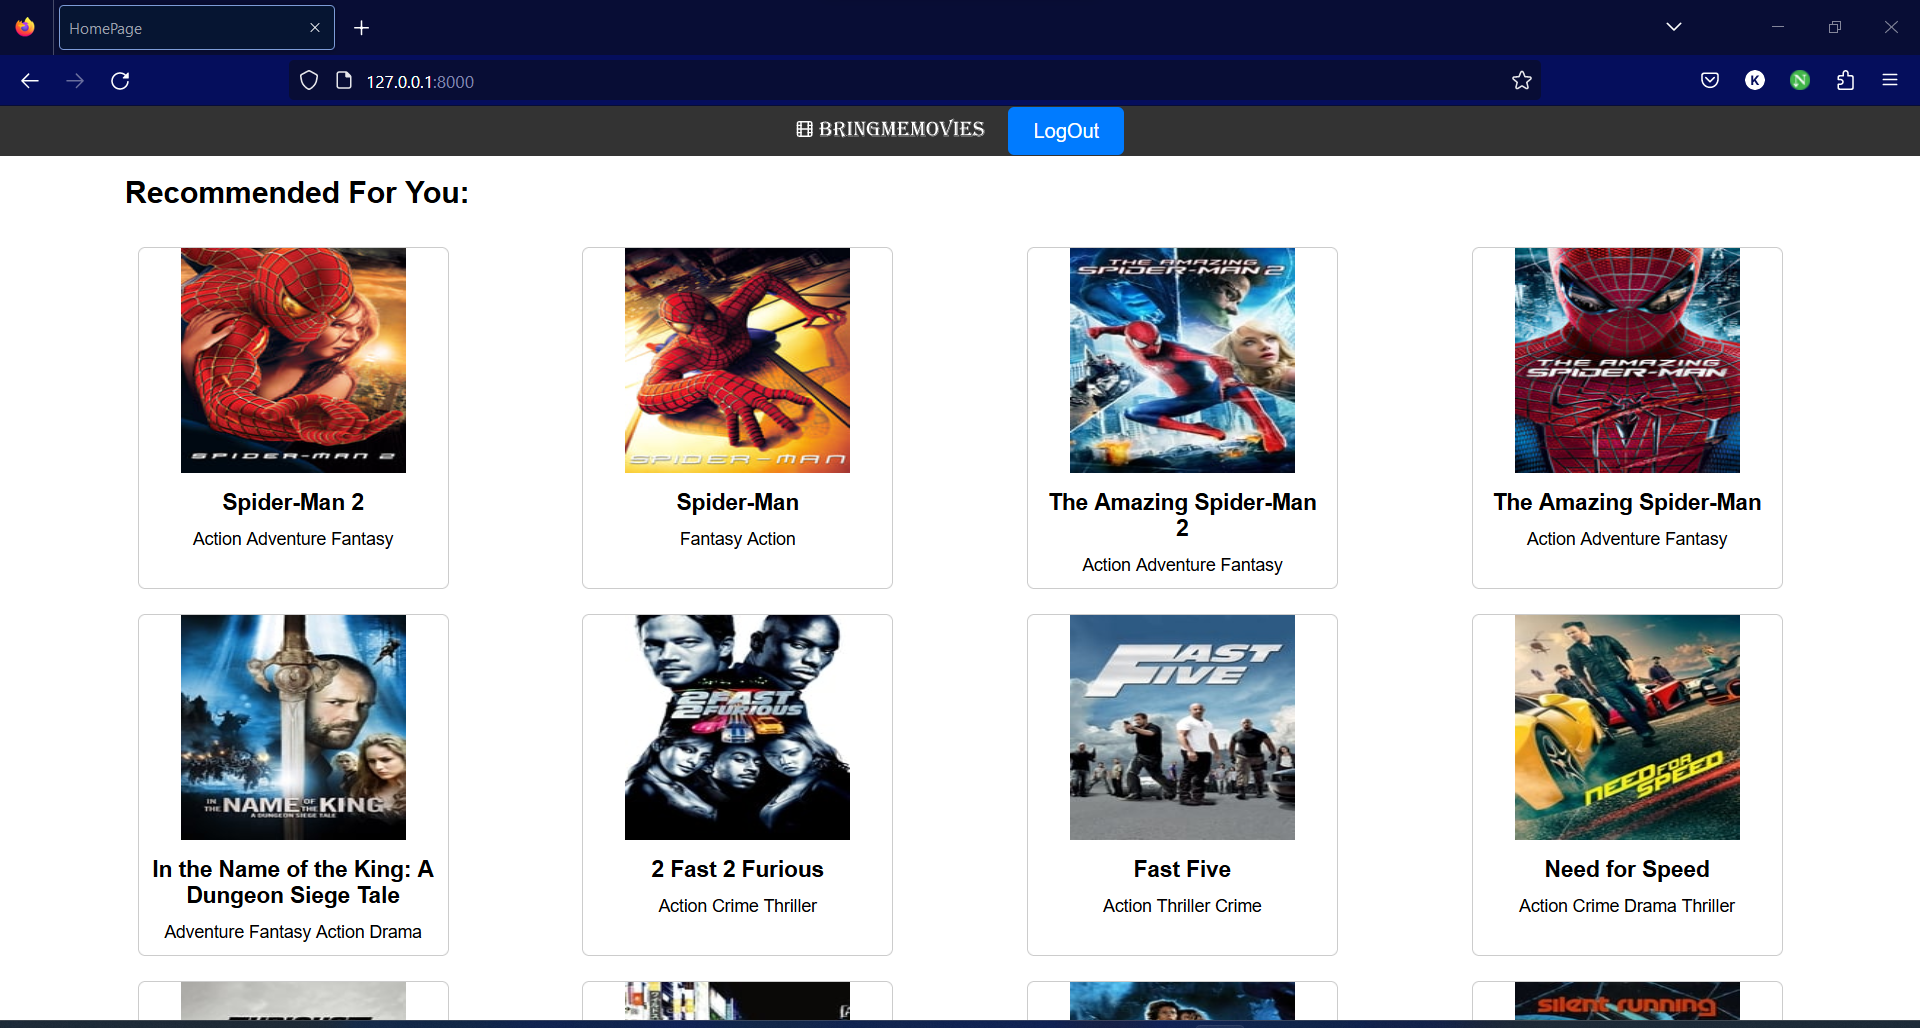 HomePage
127.0.0.1:8000
BRINGMEMOVIES
LogOut
Recommended For You:
SPIDER-MAN 2
SPIDER-MAN
THE AMAZING
SPIDER-MAN 2
THE AMAZING
SPIDER-MAN
Spider-Man 2
Action Adventure Fantasy
Spider-Man
Fantasy Action
The Amazing Spider-Man
2
Action Adventure Fantasy
The Amazing Spider-Man
Action Adventure Fantasy
IN THE NAME OF THE KING
A DUNGEON SIEGE TALE
2 FAST
2 FURIOUS
FAST
FIVE
NEED FOR
SPEED
In the Name of the King: A
Dungeon Siege Tale
Adventure Fantasy Action Drama
2 Fast 2 Furious
Action Crime Thriller
Fast Five
Action Thriller Crime
Need for Speed
Action Crime Drama Thriller
silent running